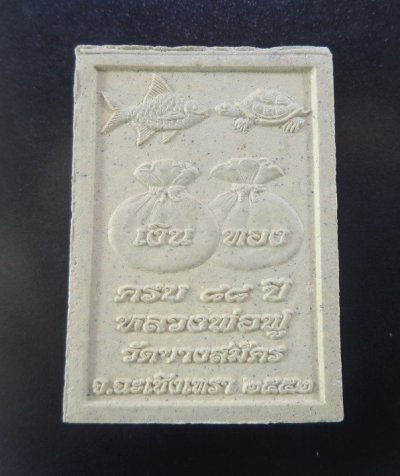 เงิน ทอง
ครบ ๘๘ ปี
หลวงพ่อฟู
วัดบางสมัคร
จ.ฉะเชิงเทรา ๒๕๕๒